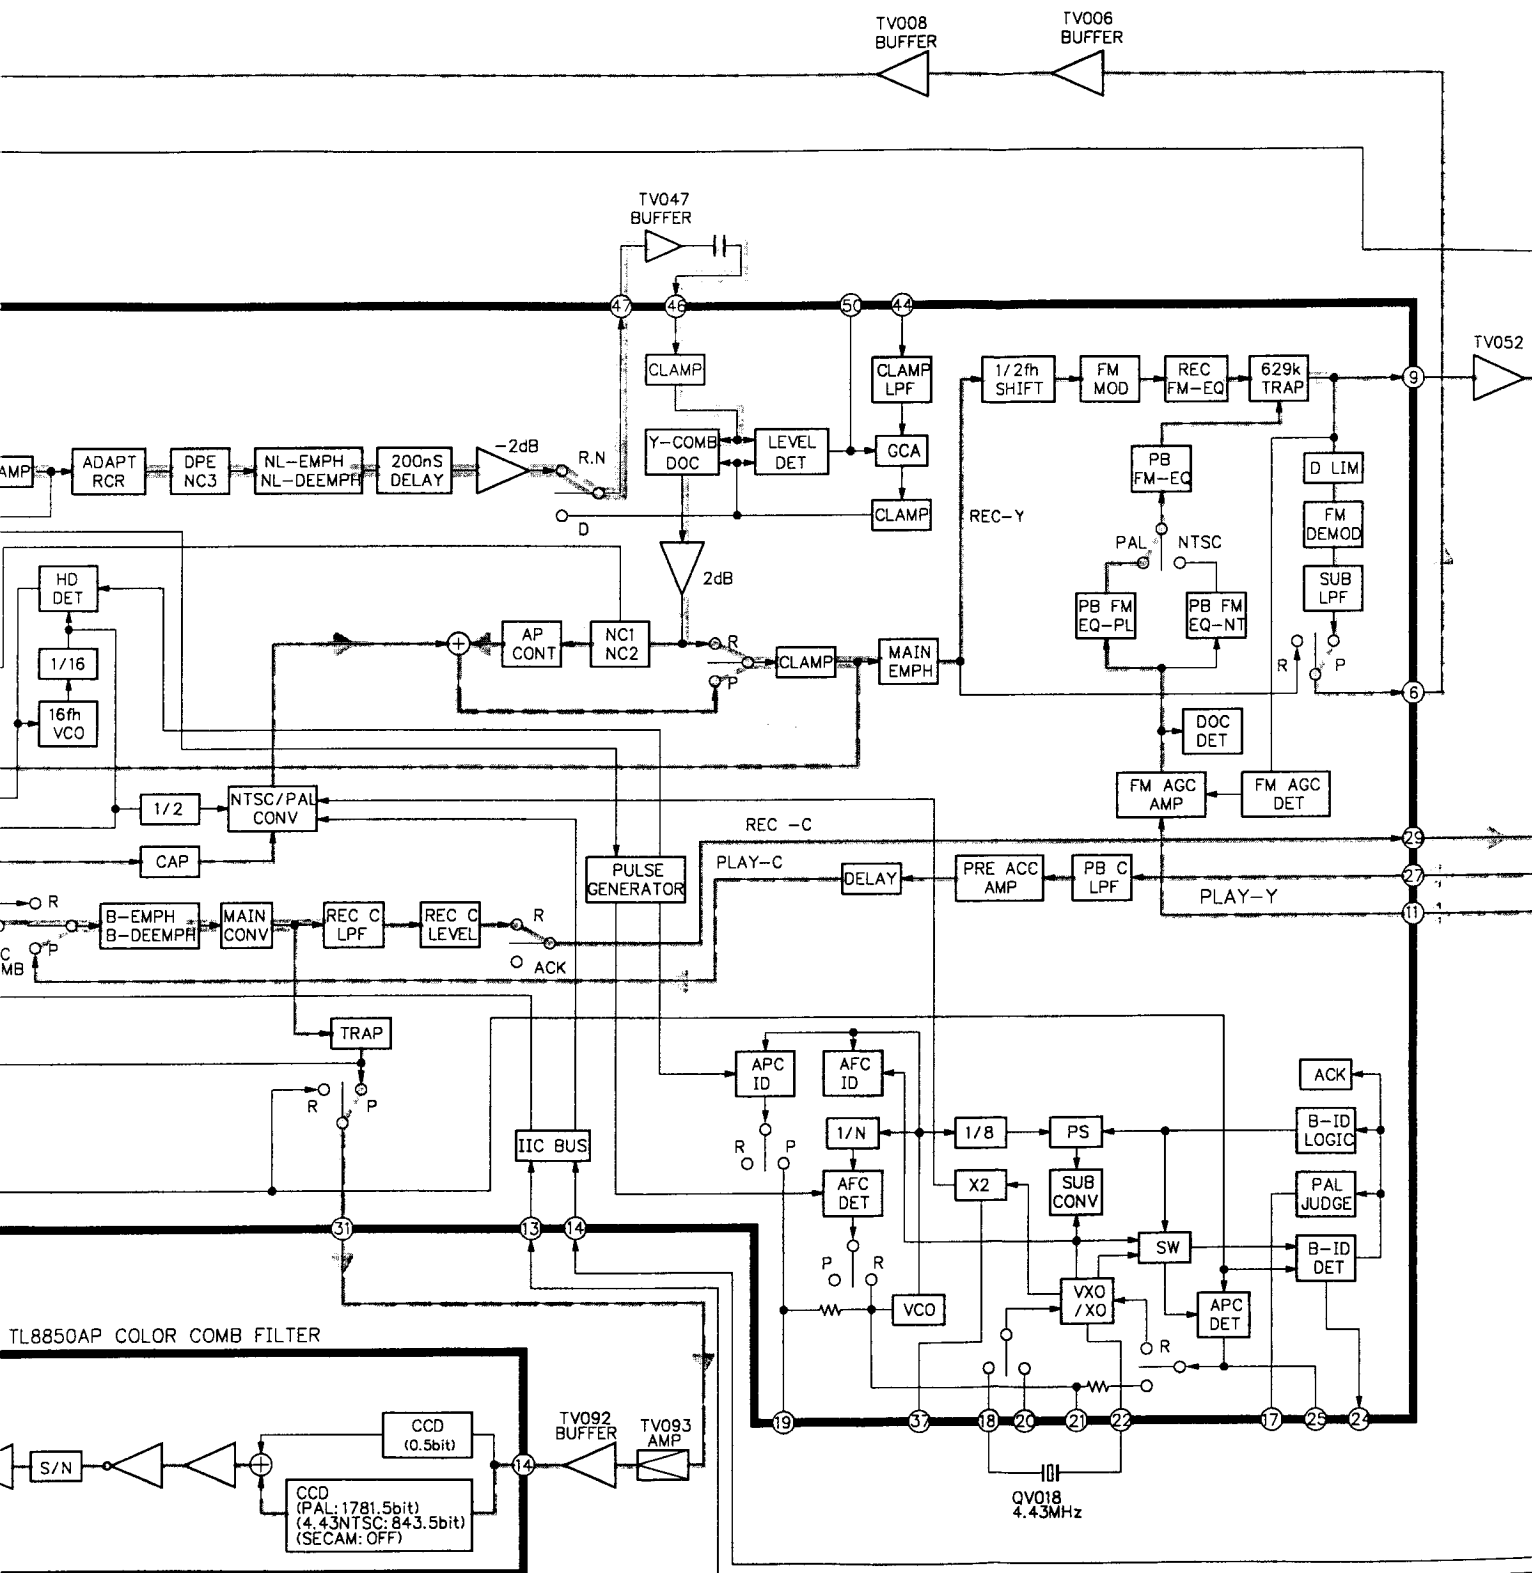 TV008
BUFFER
TV006
BUFFER
TV047
BUFFER
47
46
50
44
TV052
CLAMP
CLAMP
LPF
1/2fh
SHIFT
FM
MOD
REC
FM-EQ
629k
TRAP
9
AMP
ADAPT
RCR
DPE
NC3
NL-EMPH
NL-DEEMPH
200nS
DELAY
-2dB
R.N
D
Y-COMB
DOC
LEVEL
DET
GCA
CLAMP
REC-Y
PB
FM-EQ
D LIM
FM
DEMOD
SUB
LPF
PAL
NTSC
PB FM
EQ-PL
PB FM
EQ-NT
2dB
HD
DET
1/16
16fh
VCO
AP
CONT
NC1
NC2
R
P
CLAMP
MAIN
EMPH
R
P
6
DOC
DET
FM AGC
AMP
FM AGC
DET
1/2
NTSC/PAL
CONV
CAP
REC -C
29
PLAY-C
PULSE
GENERATOR
DELAY
PRE ACC
AMP
PB C
LPF
27
PLAY-Y
11
R
P
C
MB
B-EMPH
B-DEEMPH
MAIN
CONV
REC C
LPF
REC C
LEVEL
R
ACK
TRAP
R
P
IIC BUS
31
13
14
APC
ID
AFC
ID
ACK
R
P
1/N
1/8
PS
B-ID
LOGIC
AFC
DET
X2
SUB
CONV
PAL
JUDGE
SW
B-ID
DET
P
R
VCO
VXO
/XO
APC
DET
R
19
37
18
20
21
22
17
25
24
QV018
4.43MHz
TL8850AP COLOR COMB FILTER
CCD
(0.5bit)
TV092
BUFFER
TV093
AMP
14
S/N
CCD
(PAL:1781.5bit)
(4.43NTSC:843.5bit)
(SECAM:OFF)